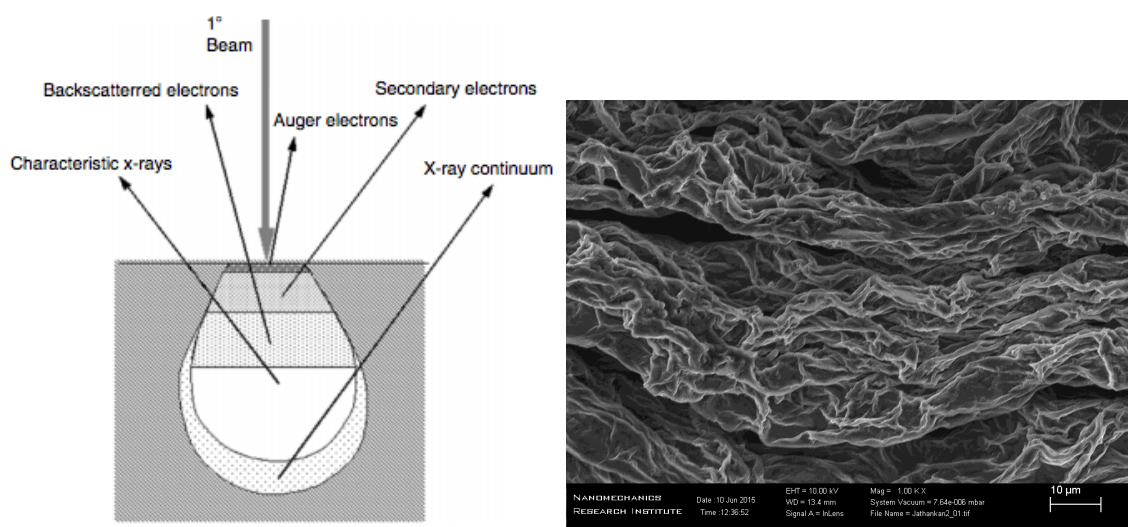 1°
Beam
Backscatterred electrons
Secondary electrons
Auger electrons
Characteristic x-rays
X-ray continuum
NANOMECHANICS
RESEARCH INSTITUTE
Date :10 Jun 2015
Time :12:36:52
EHT = 10.00 kV
WD = 13.4 mm
Signal A = InLens
Mag = 1.00 K X
System Vacuum = 7.64e-006 mbar
File Name = Jathankan2_01.tif
10 µm